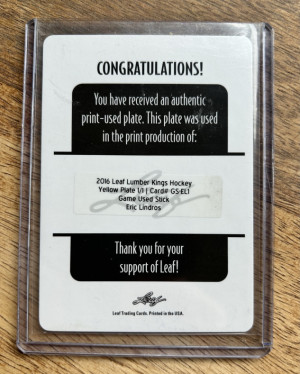 CONGRATULATIONS!
You have received an authentic
print-used plate. This plate was used
in the print production of:
2016 Leaf Lumber Kings Hockey
Yellow Plate 1/1 | Card# GS-EL1
Game Used Stick
Eric Lindros
Thank you for your
support of Leaf!
Leaf
Leaf Trading Cards. Printed in the USA.